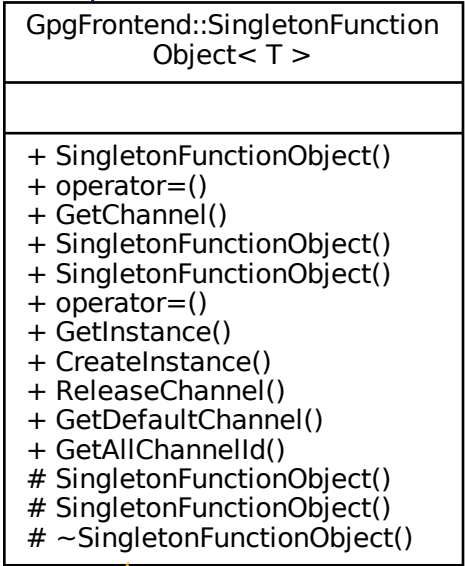 GpgFrontend::SingletonFunction
Object< T >
+ SingletonFunctionObject()
+ operator=()
+ GetChannel()
+ SingletonFunctionObject()
+ SingletonFunctionObject()
+ operator=()
+ GetInstance()
+ CreateInstance()
+ ReleaseChannel()
+ GetDefaultChannel()
+ GetAllChannelId()
# SingletonFunctionObject()
# SingletonFunctionObject()
# ~SingletonFunctionObject()